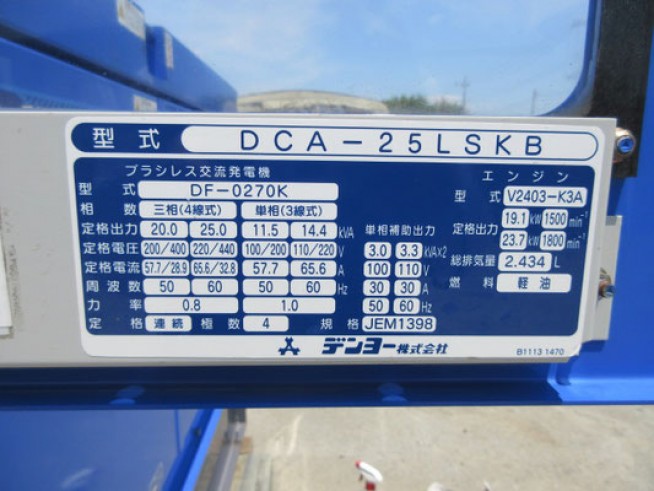 型式 DCA-25LSKB
ブラシレス交流発電機
型式 DF-0270K
相数 三相(4線式) 単相(3線式)
定格出力 20.0 25.0 11.5 14.4 kVA
定格電圧 200/400 220/440 100/200 110/220 V
定格電流 57.7/28.9 65.6/32.8 57.7 65.6 A
周波数 50 60 50 60 Hz
力率 0.8 1.0
定格 連続 極数 4 規格 JEM1398
単相補助出力
3.0 3.3 kVA×2
100 110 V
30 30 A
50 60 Hz
エンジン
型式 V2403-K3A
定格出力 19.1 kW 1500 min⁻¹
23.7 kW 1800 min⁻¹
総排気量 2.434 L
燃料 軽油
デンヨー株式会社
B1113 1470